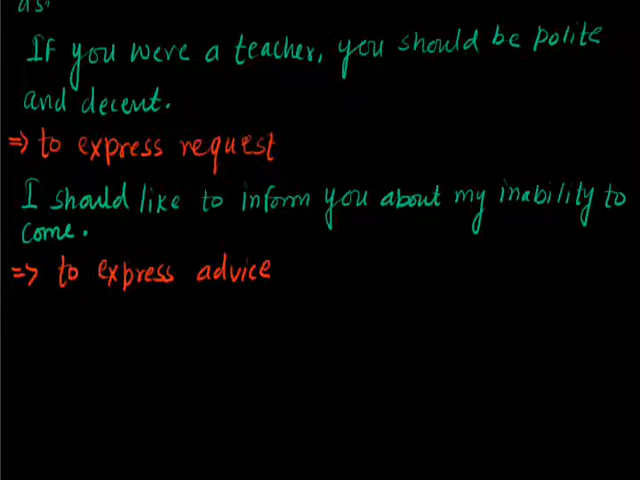 as:
If you were a teacher, you should be polite
and decent.
=> to express request
I should like to inform you about my inability to
come.
=> to express advice